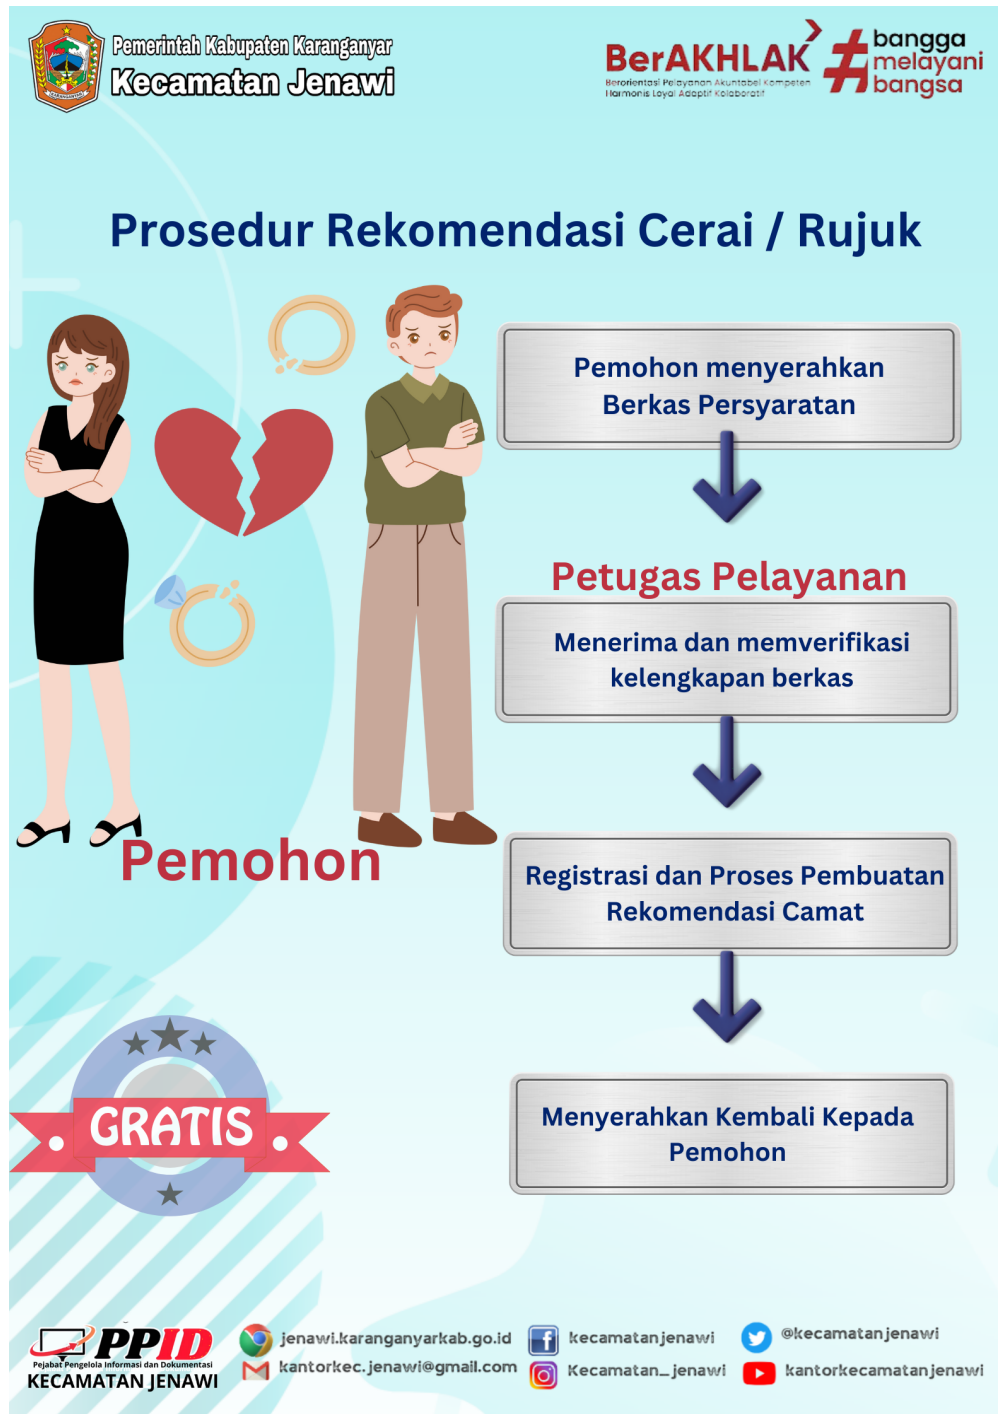 Pemerintah Kabupaten Karanganyar
Kecamatan Jenawi
BerAKHLAK
Berorientasi Pelayanan Akuntabel Kompeten
Harmonis Loyal Adaptif Kolaboratif
#bangga
melayani
bangsa
Prosedur Rekomendasi Cerai / Rujuk
Pemohon menyerahkan
Berkas Persyaratan
Petugas Pelayanan
Menerima dan memverifikasi
kelengkapan berkas
Pemohon
Registrasi dan Proses Pembuatan
Rekomendasi Camat
GRATIS
Menyerahkan Kembali Kepada
Pemohon
PPID
Pejabat Pengelola Informasi dan Dokumentasi
KECAMATAN JENAWI
jenawi.karanganyarkab.go.id
kantorkec.jenawi@gmail.com
kecamatanjenawi
Kecamatan_jenawi
@kecamatanjenawi
kantorkecamatanjenawi